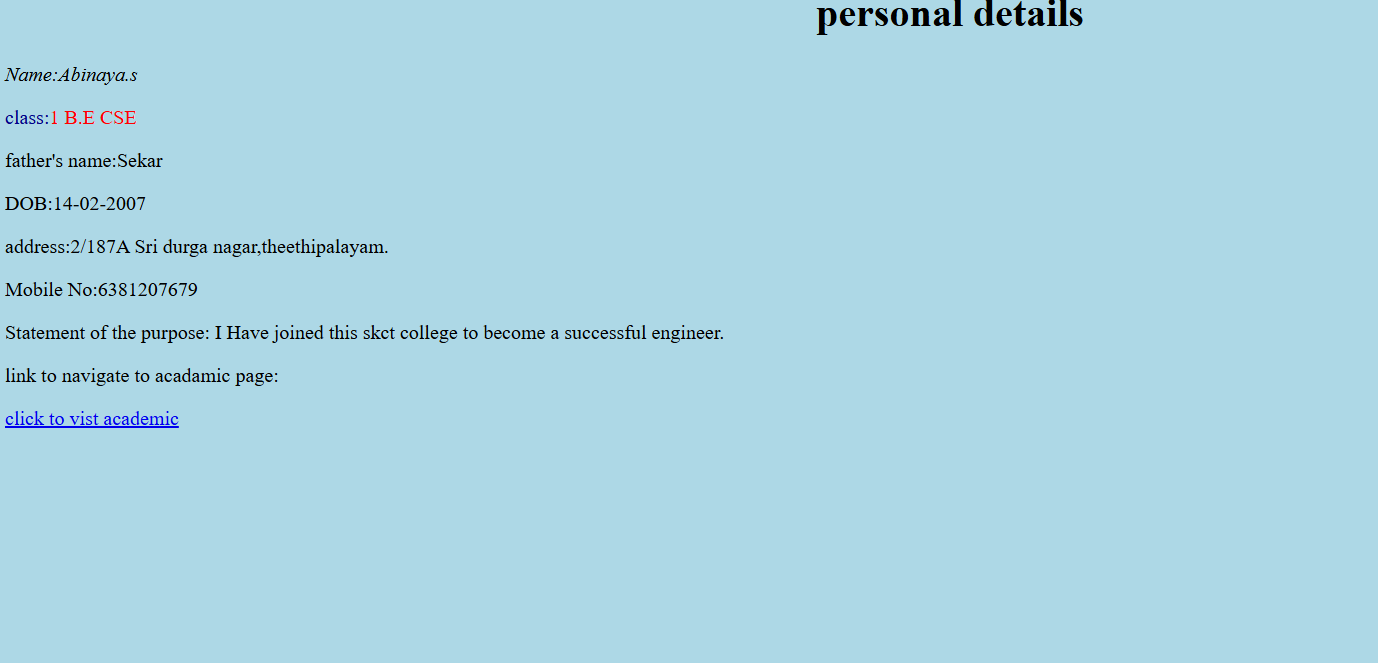 personal details
Name:Abinaya.s
class:1 B.E CSE
father's name:Sekar
DOB:14-02-2007
address:2/187A Sri durga nagar,theethipalayam.
Mobile No:6381207679
Statement of the purpose: I Have joined this skct college to become a successful engineer.
link to navigate to acadamic page:
click to vist academic